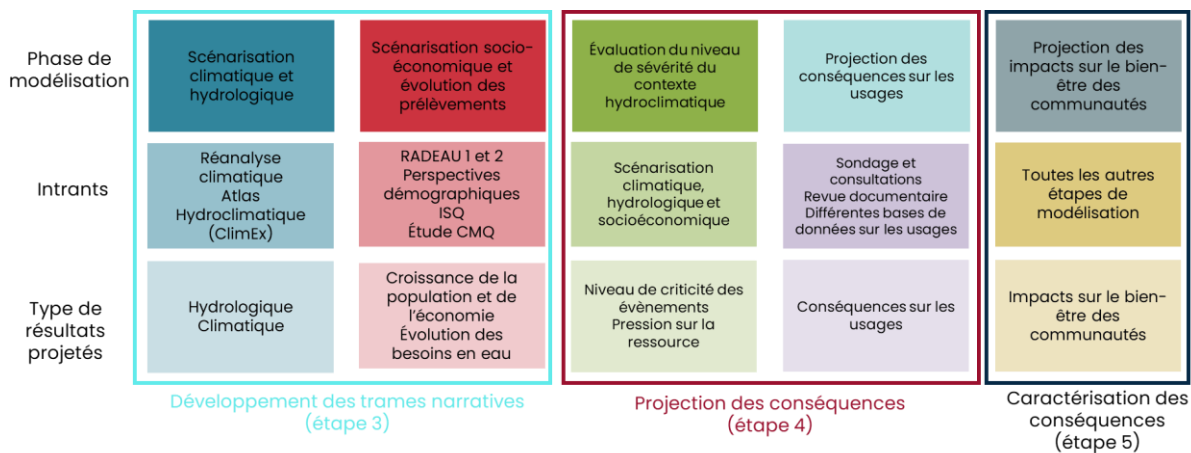 Phase de
modélisation
Scénarisation
climatique et
hydrologique
Scénarisation socio-
économique et
évolution des
prélèvements
Évaluation du niveau
de sévérité du
contexte
hydroclimatique
Projection des
conséquences sur les
usages
Projection des
impacts sur le bien-
être des
communautés
Intrants
Réanalyse
climatique
Atlas
Hydroclimatique
(ClimEx)
RADEAU 1 et 2
Perspectives
démographiques
ISQ
Étude CMQ
Scénarisation
climatique,
hydrologique et
socioéconomique
Sondage et
consultations
Revue documentaire
Différentes bases de
données sur les usages
Toutes les autres
étapes de
modélisation
Type de
résultats
projetés
Hydrologique
Climatique
Croissance de la
population et de
l'économie
Évolution des
besoins en eau
Niveau de criticité des
évènements
Pression sur la
ressource
Conséquences sur les
usages
Impacts sur le bien-
être des
communautés
Développement des trames narratives
(étape 3)
Projection des conséquences
(étape 4)
Caractérisation des
conséquences
(étape 5)